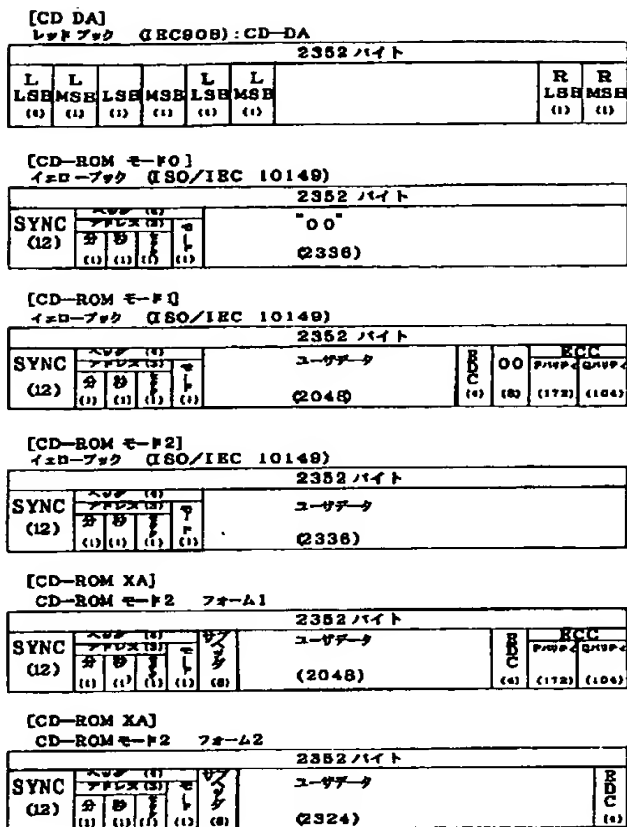 [CD DA]
レッドブック (IEC908):CD-DA
2352 バイト
L L L L R R
LSB MSB LSB MSB LSB MSB LSB MSB
(1) (1) (1) (1) (1) (1) (1)
[CD-ROM モード0]
イエローブック (ISO/IEC 10149)
2352 バイト
SYNC ヘッダ (4) "00"
アドレス(3) モード
(12) 分 秒 (2336)
(1) (1) (1) (1)
[CD-ROM モード1]
イエローブック (ISO/IEC 10149)
2352 バイト
SYNC ヘッダ (4) ユーザデータ EDC 00 ECC
アドレス(3) モード Pパリティ Qパリティ
(12) 分 秒 (2048) (4) (8) (172) (104)
(1) (1) (1) (1)
[CD-ROM モード2]
イエローブック (ISO/IEC 10149)
2352 バイト
SYNC ヘッダ (4) ユーザデータ
アドレス(3) モード
(12) 分 秒 (2336)
(1) (1) (1) (1)
[CD-ROM XA]
CD-ROM モード2 フォーム1
2352 バイト
SYNC ヘッダ (4) サブヘッダ ユーザデータ EDC ECC
アドレス(3) モード Pパリティ Qパリティ
(12) 分 秒 (2048)
(1) (1) (1) (1) (8) (4) (172) (104)
[CD-ROM XA]
CD-ROMモード2 フォーム2
2352 バイト
SYNC ヘッダ (4) サブヘッダ ユーザデータ EDC
アドレス(3) モード
(12) 分 秒 (2324)
(1) (1) (1) (1) (8) (4)